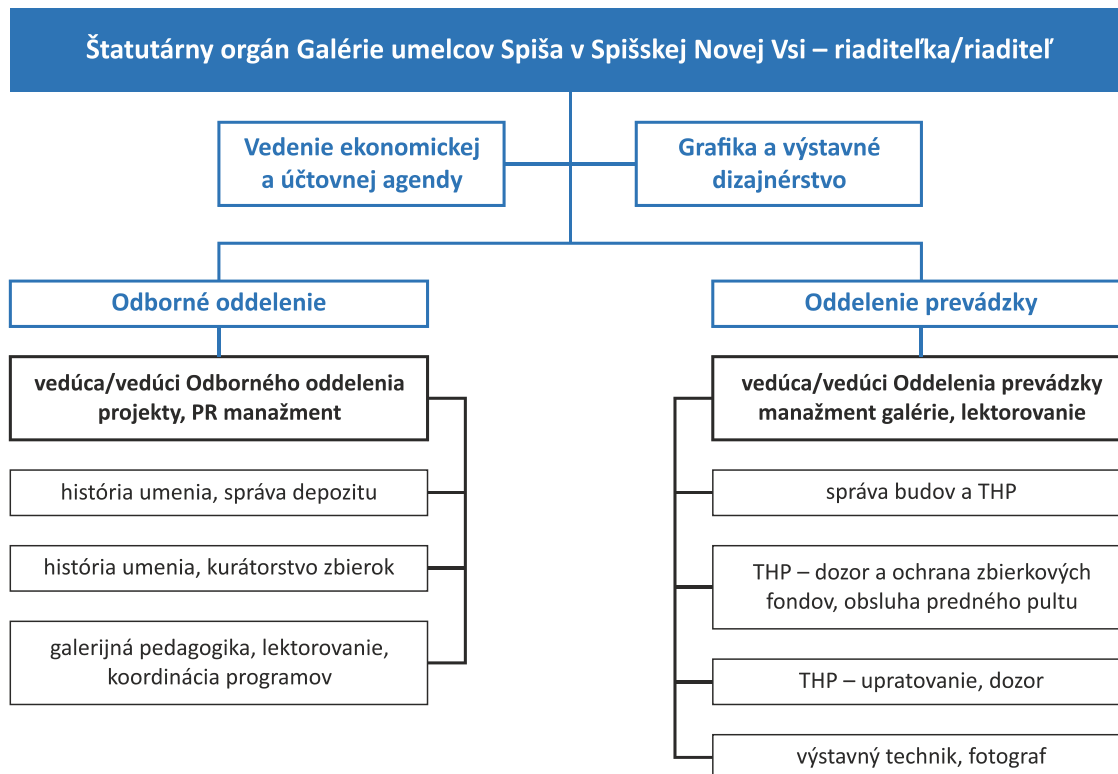 Štatutárny orgán Galérie umelcov Spiša v Spišskej Novej Vsi – riaditeľka/riaditeľ
Vedenie ekonomickej
a účtovnej agendy
Grafika a výstavné
dizajnérstvo
Odborné oddelenie
vedúca/vedúci Odborného oddelenia
projekty, PR manažment
história umenia, správa depozitu
história umenia, kurátorstvo zbierok
galerijná pedagogika, lektorovanie,
koordinácia programov
Oddelenie prevádzky
vedúca/vedúci Oddelenia prevádzky
manažment galérie, lektorovanie
správa budov a THP
THP – dozor a ochrana zbierkových
fondov, obsluha predného pultu
THP – upratovanie, dozor
výstavný technik, fotograf